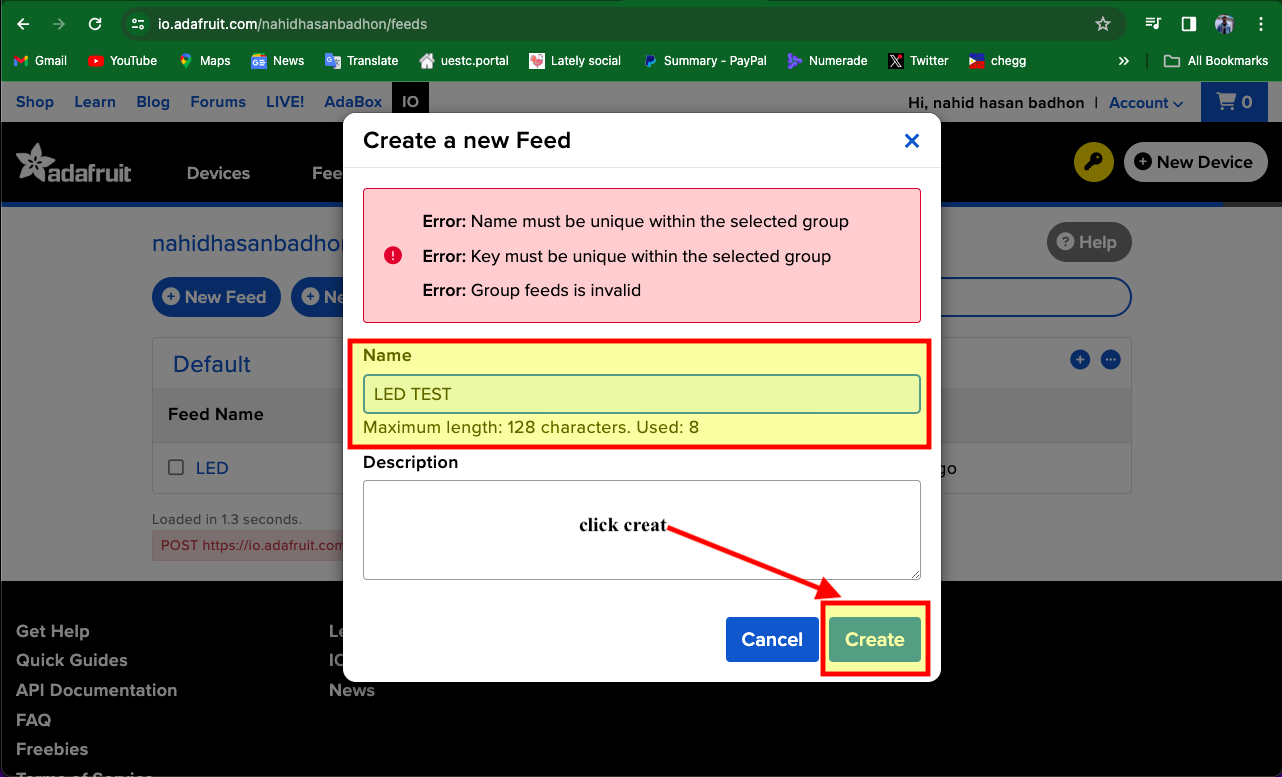 io.adafruit.com/nahidhasanbadhon/feeds
Gmail YouTube Maps News Translate uestc.portal Lately social Summary - PayPal Numerade Twitter chegg » All Bookmarks
Shop Learn Blog Forums LIVE! AdaBox IO Hi, nahid hasan badhon | Account 0
Create a new Feed
adafruit Devices Fee New Device
Error: Name must be unique within the selected group
nahidhasanbadhon Help
Error: Key must be unique within the selected group
Error: Group feeds is invalid
New Feed Ne
Name
Default
LED TEST
Feed Name
Maximum length: 128 characters. Used: 8
Description
LED go
Loaded in 1.3 seconds.
click creat
POST https://io.adafruit.com
Get Help Le
Cancel Create
Quick Guides IO
API Documentation News
FAQ
Freebies
Terms of Service